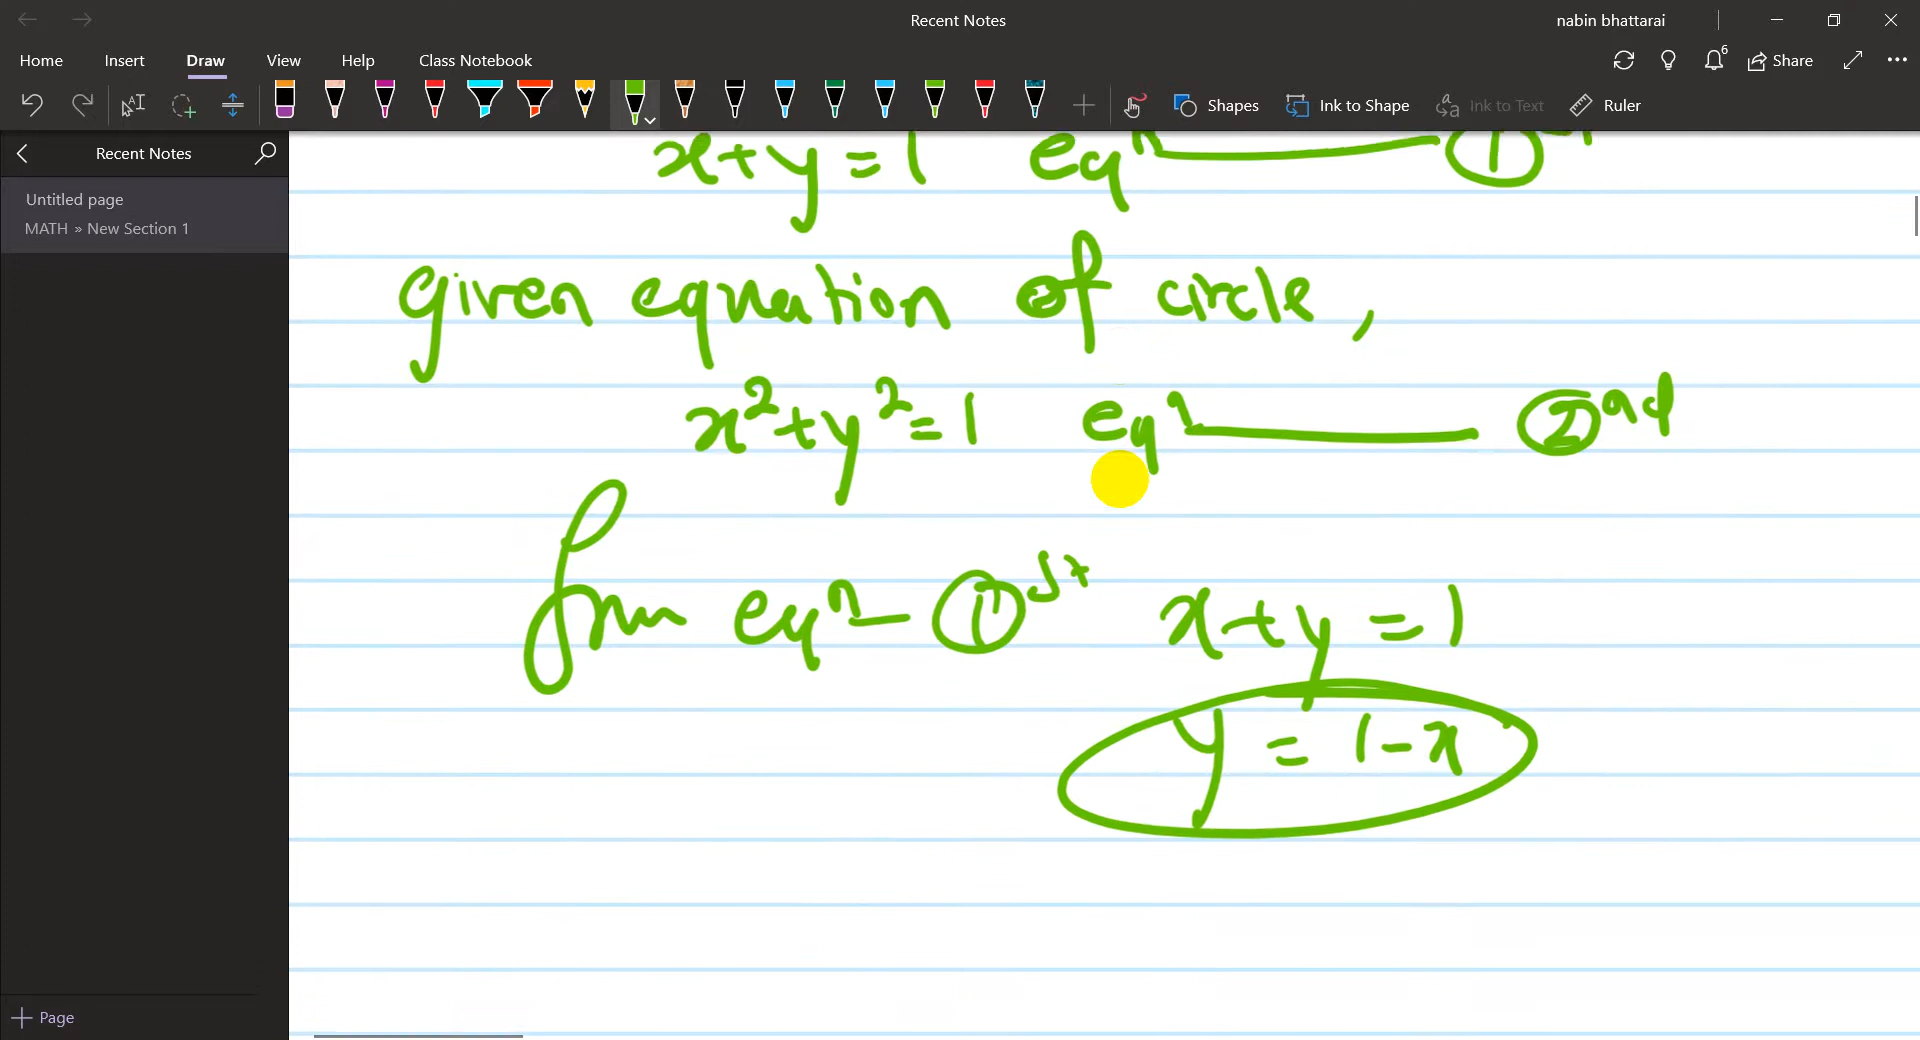 Recent Notes
nabin bhattarai
Home Insert Draw View Help Class Notebook
6
Share
Shapes Ink to Shape Ink to Text Ruler
Recent Notes
Untitled page
MATH » New Section 1
x+y=1 eqⁿ ①
given equation of circle,
x²+y²=1 eqⁿ ②nd
from eqⁿ- ①st x+y=1
y = 1-x
Page